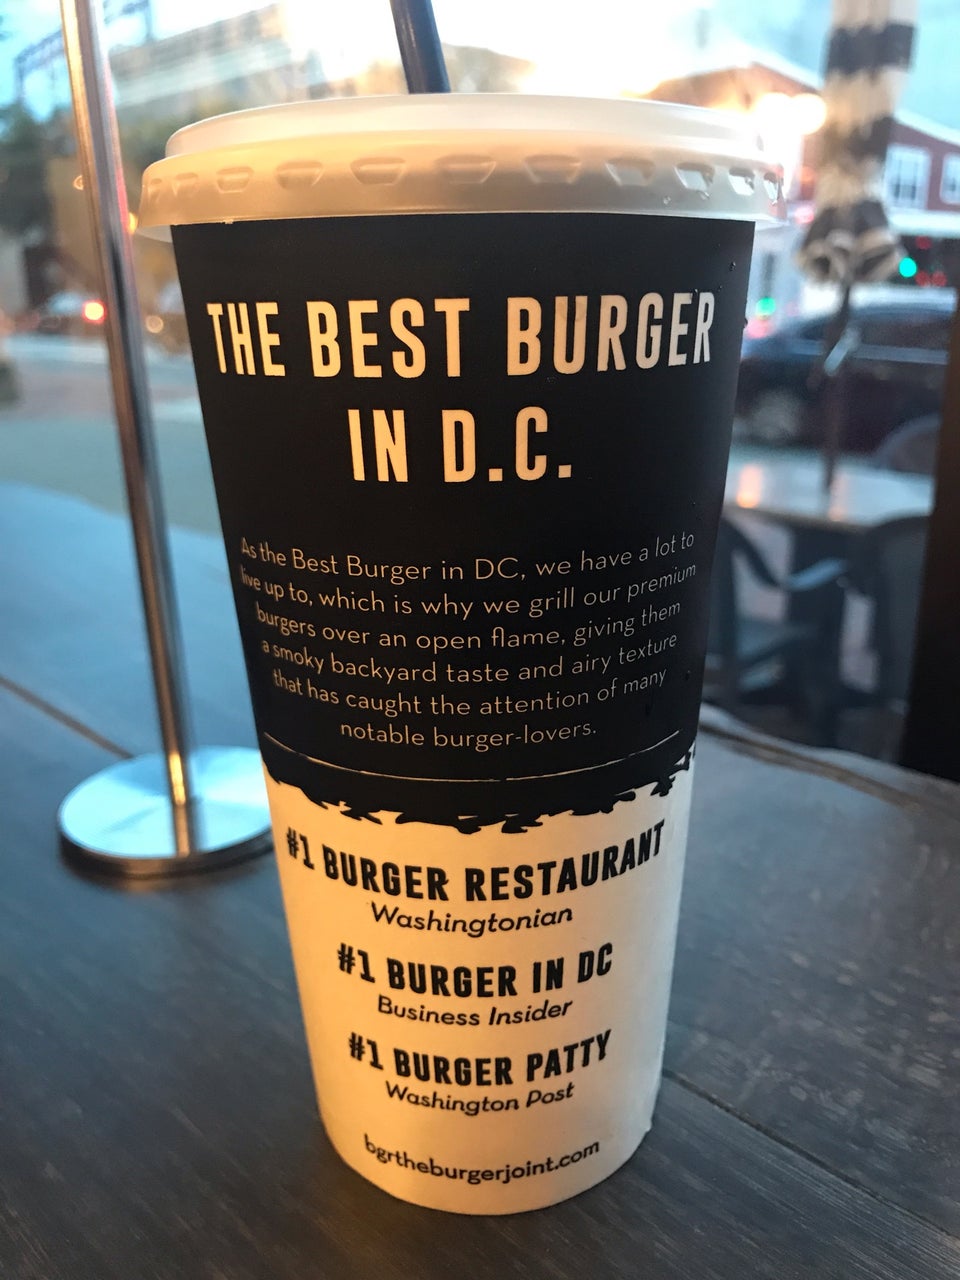 THE BEST BURGER
IN D.C.
As the Best Burger in DC, we have a lot to
live up to, which is why we grill our premium
burgers over an open flame, giving them
a smoky backyard taste and airy texture
that has caught the attention of many
notable burger-lovers.
#1 BURGER RESTAURANT
Washingtonian
#1 BURGER IN DC
Business Insider
#1 BURGER PATTY
Washington Post
bgrtheburgerjoint.com